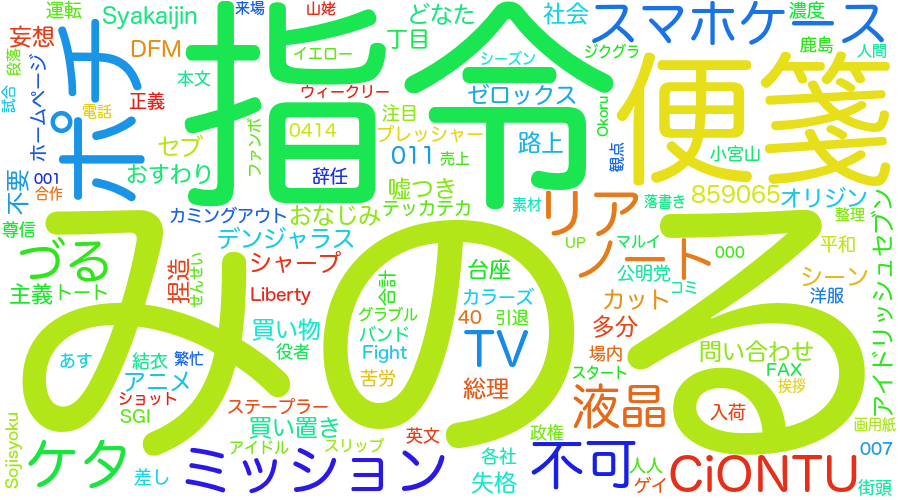 運転
来場
山姥
どなた
社会
スマホケース
濃度
Syakaijin
妄想
段落
DFM
イエロー
丁目
シーズン
ジクグラ
鹿島
人間
ポチ
指令
便箋
ホームページ
試合
電話
正義
本文
ウィークリー
ゼロックス
Okoru
ファンボ
0414
注目
プレッシャー
セブ
路上
011
売上
観点
小宮山
不要
001
合作
おすわり
辞任
嘘つき
859065
オリジン
尊信
カミングアウト
おなじみ
テッカテカ
素材
リア
落書き
整理
みのる
づる
デンジャラス
UP
マルイ
000
平和
アイドリッシュセブン
捏造
ぜんせい
シャープ
合計
台座
ノート
公明党
コミ
シーン
洋服
主義
トート
Liberty
グラブル
カラーズ
カット
40
引退
買い物
バンド
TV
多分
問い合わせ
あす
結衣
繁忙
役者
Fight
場内
FAX
アニメ
苦労
総理
スタート
挨拶
ショット
SGI
ステープラー
液晶
入荷
画用紙
Sojisyoku
ケタ
買い置き
英文
政権
アイドル
スリップ
各社
不可
007
差し
ミッション
失格
人人
ゲイ
CiONTU
街頭